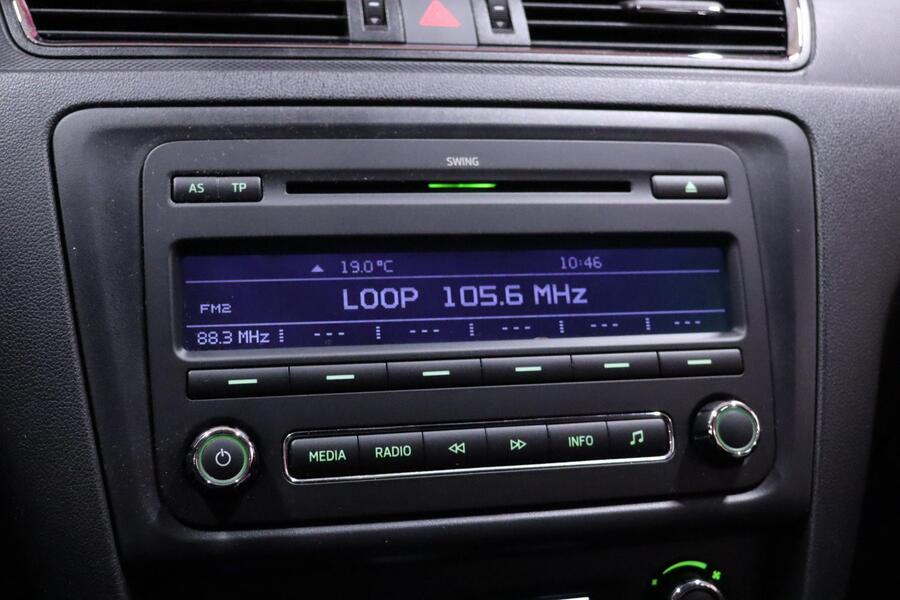 SWING
AS TP
19.0°C 10:46
LOOP 105.6 MHz
FM2
88.3 MHz --- --- --- --- ---
MEDIA RADIO INFO